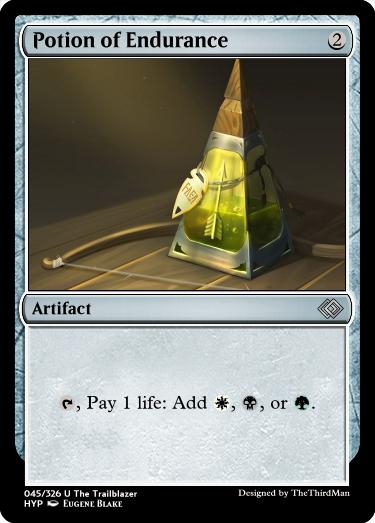 Potion of Endurance 2
FAEN
Artifact
T, Pay 1 life: Add W, B, or G.
045/326 U The Trailblazer
Designed by TheThirdMan
HYP EUGENE BLAKE